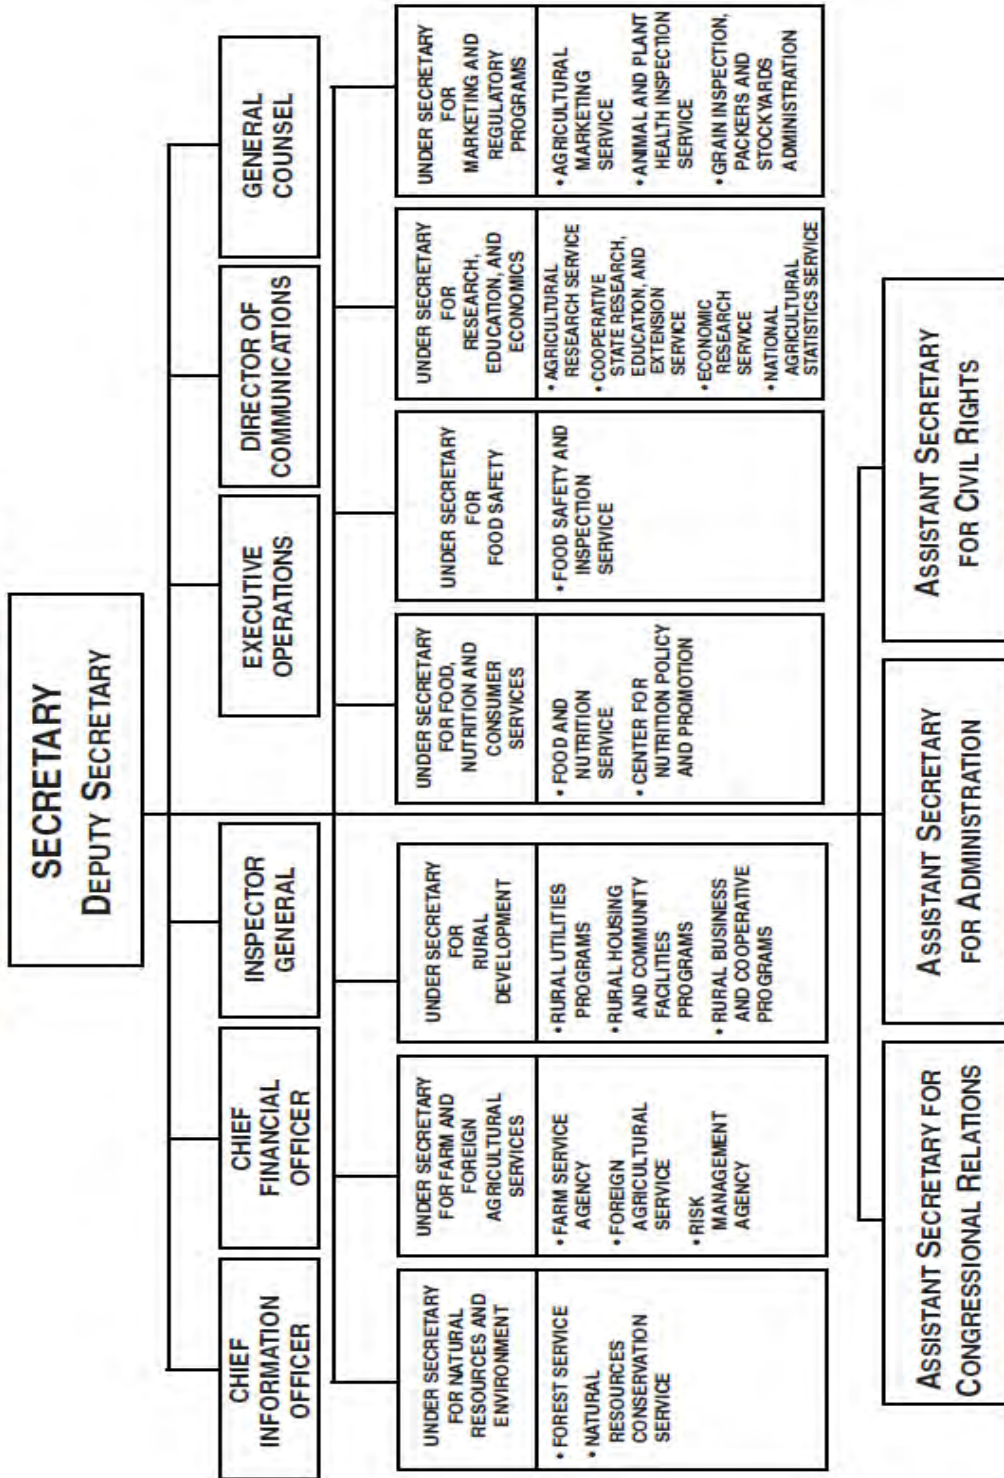 SECRETARY
DEPUTY SECRETARY
CHIEF
INFORMATION
OFFICER
CHIEF
FINANCIAL
OFFICER
INSPECTOR
GENERAL
EXECUTIVE
OPERATIONS
DIRECTOR OF
COMMUNICATIONS
GENERAL
COUNSEL
UNDER SECRETARY
FOR NATURAL
RESOURCES AND
ENVIRONMENT
• FOREST SERVICE
• NATURAL
RESOURCES
CONSERVATION
SERVICE
UNDER SECRETARY
FOR FARM AND
FOREIGN
AGRICULTURAL
SERVICES
• FARM SERVICE
AGENCY
• FOREIGN
AGRICULTURAL
SERVICE
• RISK
MANAGEMENT
AGENCY
UNDER SECRETARY
FOR
RURAL
DEVELOPMENT
• RURAL UTILITIES
PROGRAMS
• RURAL HOUSING
AND COMMUNITY
FACILITIES
PROGRAMS
• RURAL BUSINESS
AND COOPERATIVE
PROGRAMS
UNDER SECRETARY
FOR FOOD,
NUTRITION AND
CONSUMER
SERVICES
• FOOD AND
NUTRITION
SERVICE
• CENTER FOR
NUTRITION POLICY
AND PROMOTION
UNDER SECRETARY
FOR
FOOD SAFETY
• FOOD SAFETY AND
INSPECTION
SERVICE
UNDER SECRETARY
FOR
RESEARCH,
EDUCATION, AND
ECONOMICS
• AGRICULTURAL
RESEARCH SERVICE
• COOPERATIVE
STATE RESEARCH,
EDUCATION, AND
EXTENSION
SERVICE
• ECONOMIC
RESEARCH
SERVICE
• NATIONAL
AGRICULTURAL
STATISTICS SERVICE
UNDER SECRETARY
FOR
MARKETING AND
REGULATORY
PROGRAMS
• AGRICULTURAL
MARKETING
SERVICE
• ANIMAL AND PLANT
HEALTH INSPECTION
SERVICE
• GRAIN INSPECTION,
PACKERS AND
STOCKYARDS
ADMINISTRATION
ASSISTANT SECRETARY FOR
CONGRESSIONAL RELATIONS
ASSISTANT SECRETARY
FOR ADMINISTRATION
ASSISTANT SECRETARY
FOR CIVIL RIGHTS